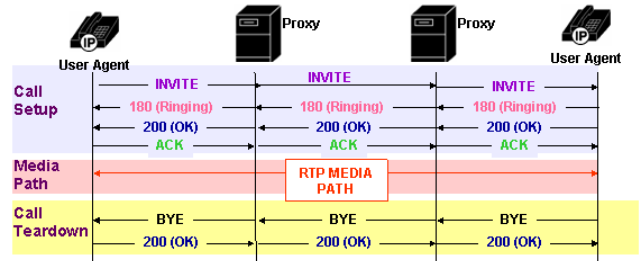 Proxy
Proxy
IP
IP
User Agent
User Agent
Call
Setup
INVITE
INVITE
INVITE
180 (Ringing)
180 (Ringing)
180 (Ringing)
200 (OK)
200 (OK)
200 (OK)
ACK
ACK
ACK
Media
Path
RTP MEDIA
PATH
Call
Teardown
BYE
BYE
BYE
200 (OK)
200 (OK)
200 (OK)